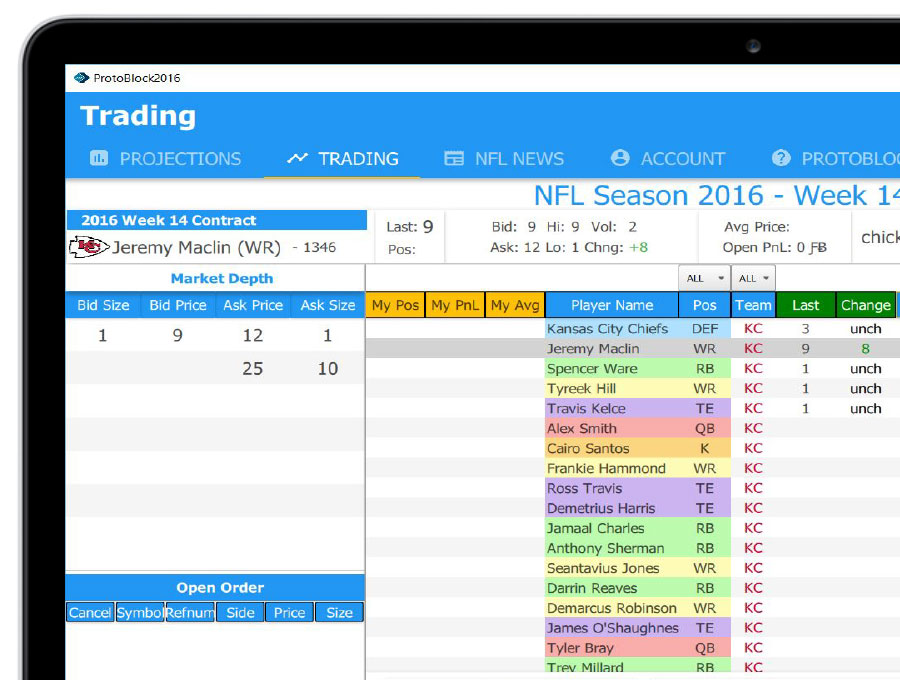 ProtoBlock2016
Trading
PROJECTIONS TRADING NFL NEWS ACCOUNT PROTOBLOC
NFL Season 2016 - Week 14
2016 Week 14 Contract
KC Jeremy Maclin (WR) - 1346
Last: 9 Bid: 9 Hi: 9 Vol: 2 Avg Price: chick
Pos: Ask: 12 Lo: 1 Chng: +8 Open PnL: 0 FB
Market Depth
ALL ALL
Bid Size Bid Price Ask Price Ask Size
1 9 12 1
25 10
My Pos My PnL My Avg Player Name Pos Team Last Change
Kansas City Chiefs DEF KC 3 unch
Jeremy Maclin WR KC 9 8
Spencer Ware RB KC 1 unch
Tyreek Hill WR KC 1 unch
Travis Kelce TE KC 1 unch
Alex Smith QB KC
Cairo Santos K KC
Frankie Hammond WR KC
Ross Travis TE KC
Demetrius Harris TE KC
Jamaal Charles RB KC
Anthony Sherman RB KC
Seantavius Jones WR KC
Darrin Reaves RB KC
Demarcus Robinson WR KC
James O'Shaughnes TE KC
Tyler Bray QB KC
Trey Millard RB KC
Open Order
Cancel Symbol Refnum Side Price Size